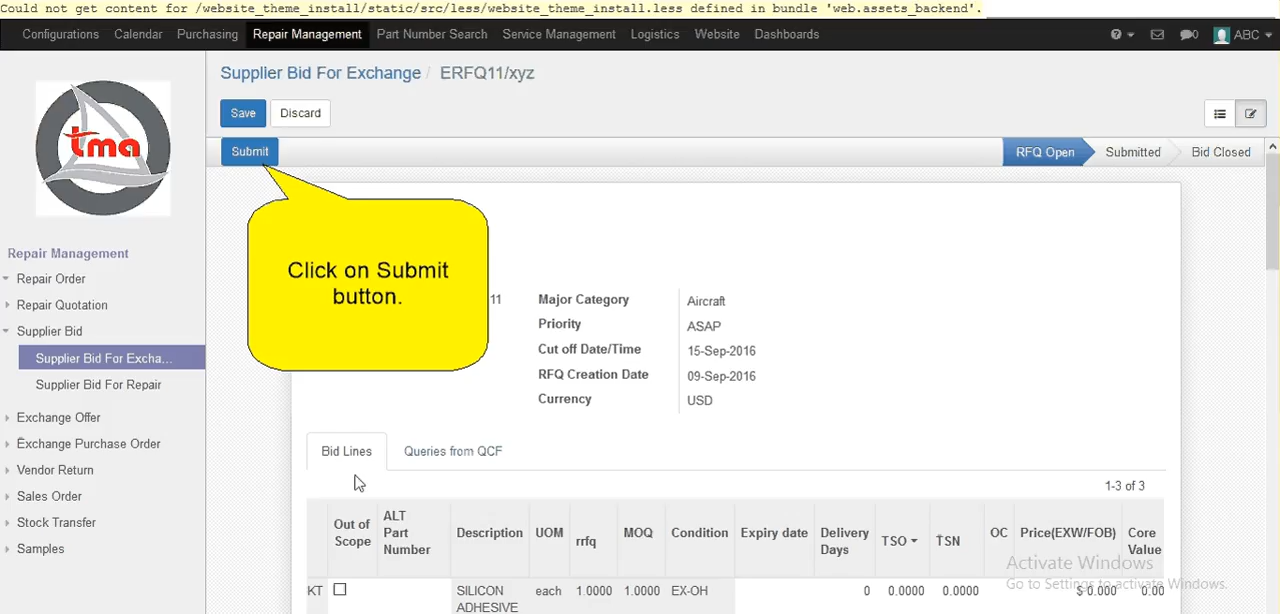 Could not get content for /website_theme_install/static/src/less/website_theme_install.less defined in bundle 'web.assets_backend'.
Configurations Calendar Purchasing Repair Management Part Number Search Service Management Logistics Website Dashboards 0 ABC
tma
Supplier Bid For Exchange / ERFQ11/xyz
Save Discard
Submit RFQ Open Submitted Bid Closed
Click on Submit
button.
Repair Management
Repair Order
Repair Quotation
Supplier Bid
Supplier Bid For Excha...
Supplier Bid For Repair
Exchange Offer
Exchange Purchase Order
Vendor Return
Sales Order
Stock Transfer
Samples
11 Major Category Aircraft
Priority ASAP
Cut off Date/Time 15-Sep-2016
RFQ Creation Date 09-Sep-2016
Currency USD
Bid Lines Queries from QCF
1-3 of 3
Out of Scope ALT Part Number Description UOM rrfq MOQ Condition Expiry date Delivery Days TSO TSN OC Price(EXW/FOB) Core Value
KT SILICON ADHESIVE each 1.0000 1.0000 EX-OH 0 0.0000 0.0000 $ 0.000 0.00
Activate Windows
Go to Settings to activate Windows.